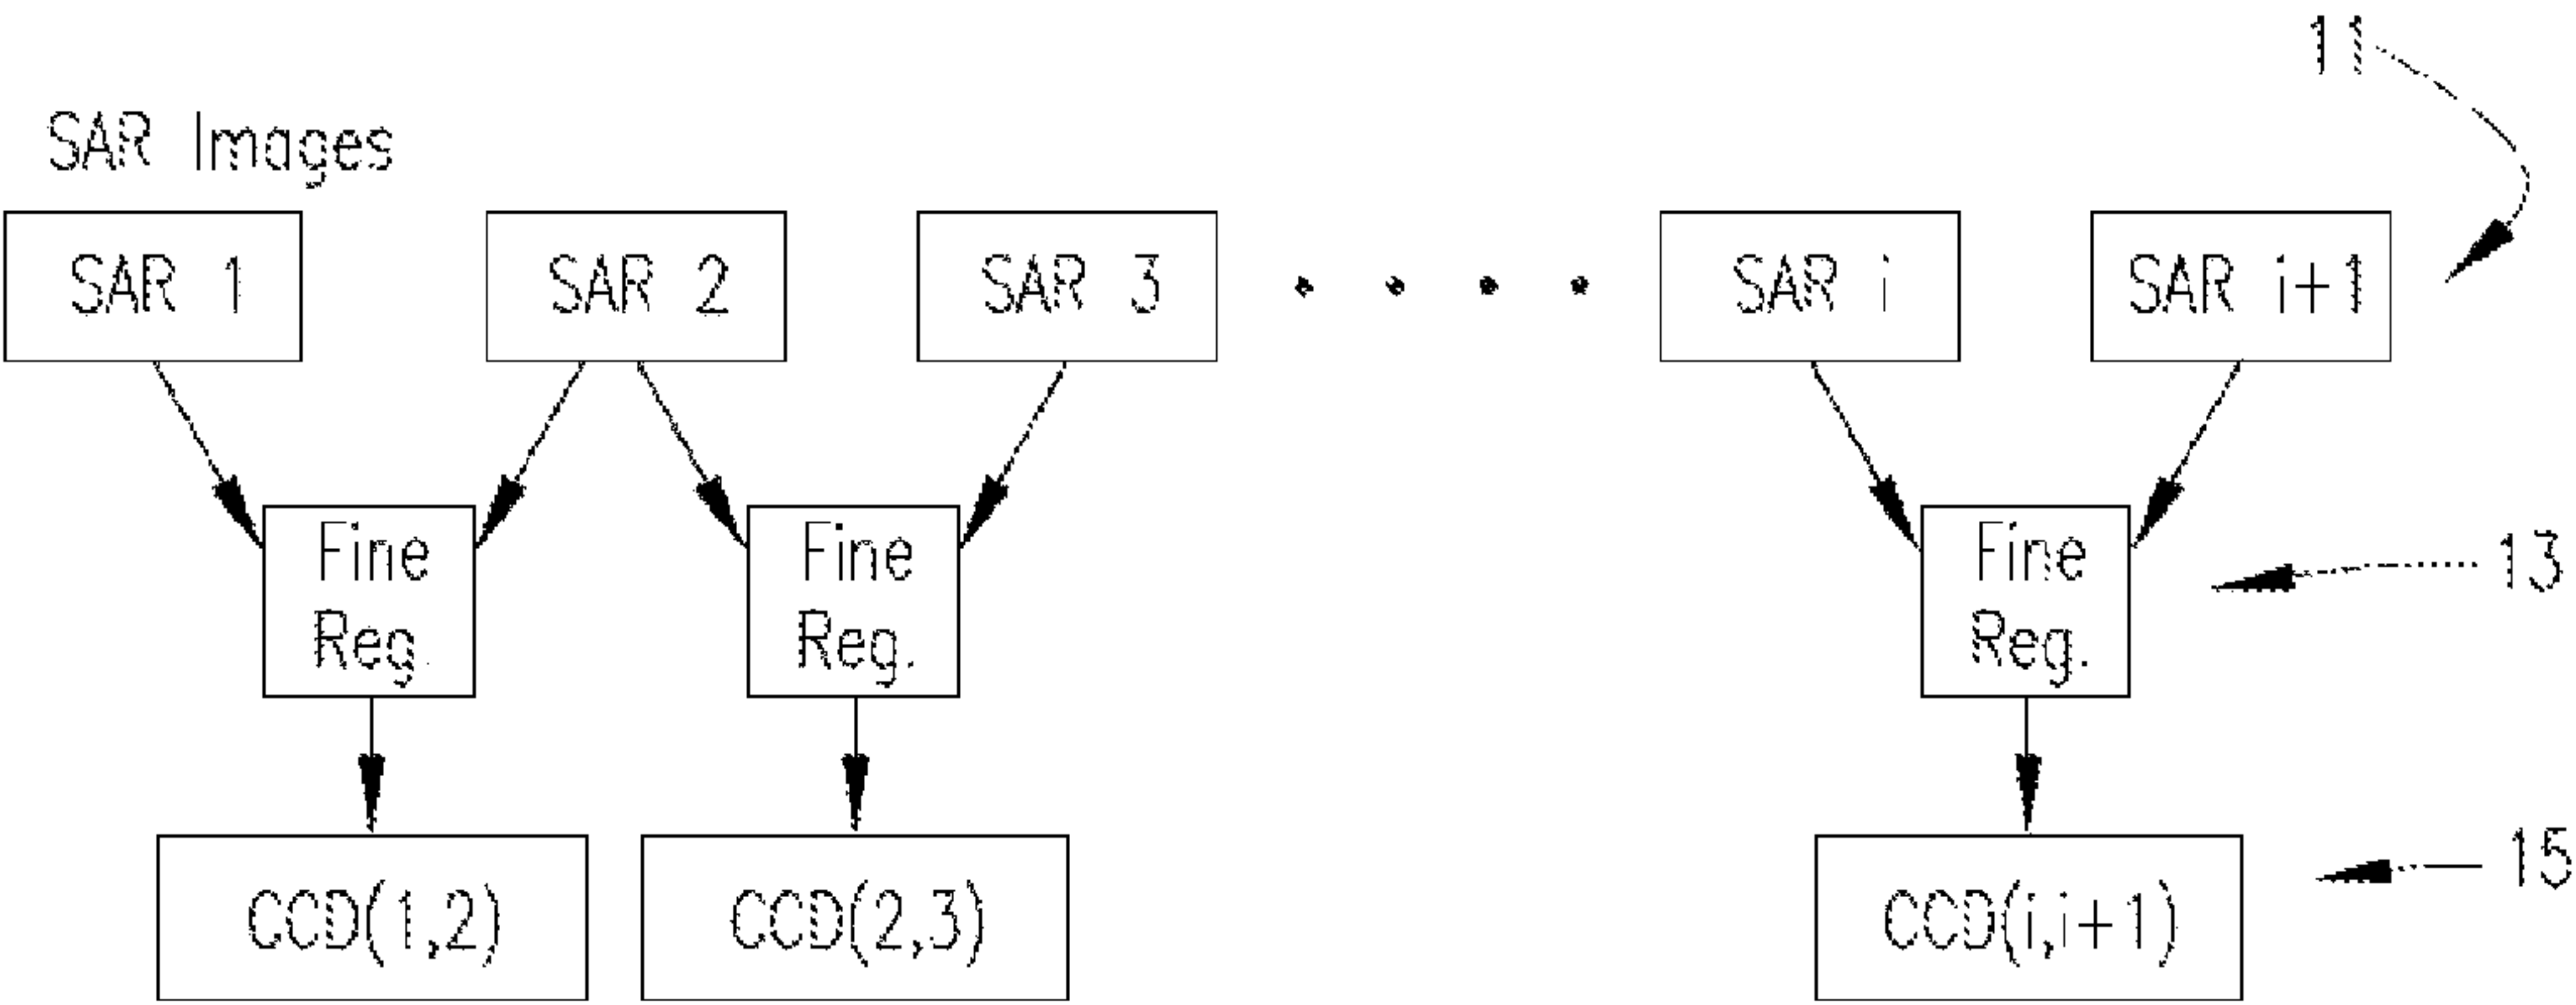 11
SAR Images
SAR 1
SAR 2
SAR 3
SAR i
SAR i+1
Fine
Reg.
Fine
Reg.
Fine
Reg.
13
CCD(1,2)
CCD(2,3)
CCD(i,i+1)
15